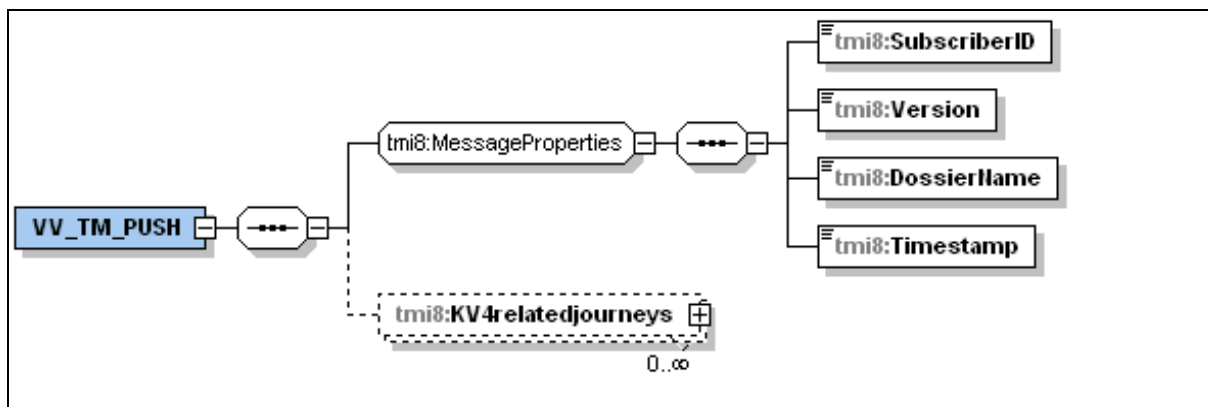 tmi8:SubscriberID
tmi8:Version
tmi8:MessageProperties
tmi8:DossierName
VV_TM_PUSH
tmi8:Timestamp
tmi8:KV4relatedjourneys
0..∞